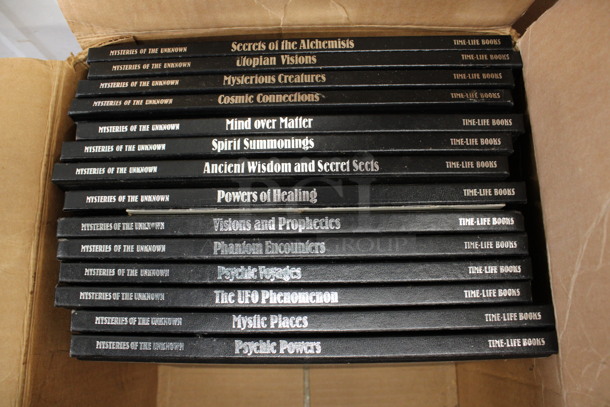 MYSTERIES OF THE UNKNOWN Secrets of the Alchemists TIME-LIFE BOOKS
MYSTERIES OF THE UNKNOWN Utopian Visions TIME-LIFE BOOKS
MYSTERIES OF THE UNKNOWN Mysterious Creatures TIME-LIFE BOOKS
MYSTERIES OF THE UNKNOWN Cosmic Connections TIME-LIFE BOOKS
MYSTERIES OF THE UNKNOWN Mind over Matter TIME-LIFE BOOKS
MYSTERIES OF THE UNKNOWN Spirit Summonings TIME-LIFE BOOKS
MYSTERIES OF THE UNKNOWN Ancient Wisdom and Secret Sects TIME-LIFE BOOKS
MYSTERIES OF THE UNKNOWN Powers of Healing TIME-LIFE BOOKS
MYSTERIES OF THE UNKNOWN Visions and Prophecies TIME-LIFE BOOKS
MYSTERIES OF THE UNKNOWN Phantom Encounters TIME-LIFE BOOKS
GROUP
MYSTERIES OF THE UNKNOWN Psychic Voyages TIME-LIFE BOOKS
MYSTERIES OF THE UNKNOWN The UFO Phenomenon TIME-LIFE BOOKS
MYSTERIES OF THE UNKNOWN Mystic Places TIME-LIFE BOOKS
MYSTERIES OF THE UNKNOWN Psychic Powers TIME-LIFE BOOKS